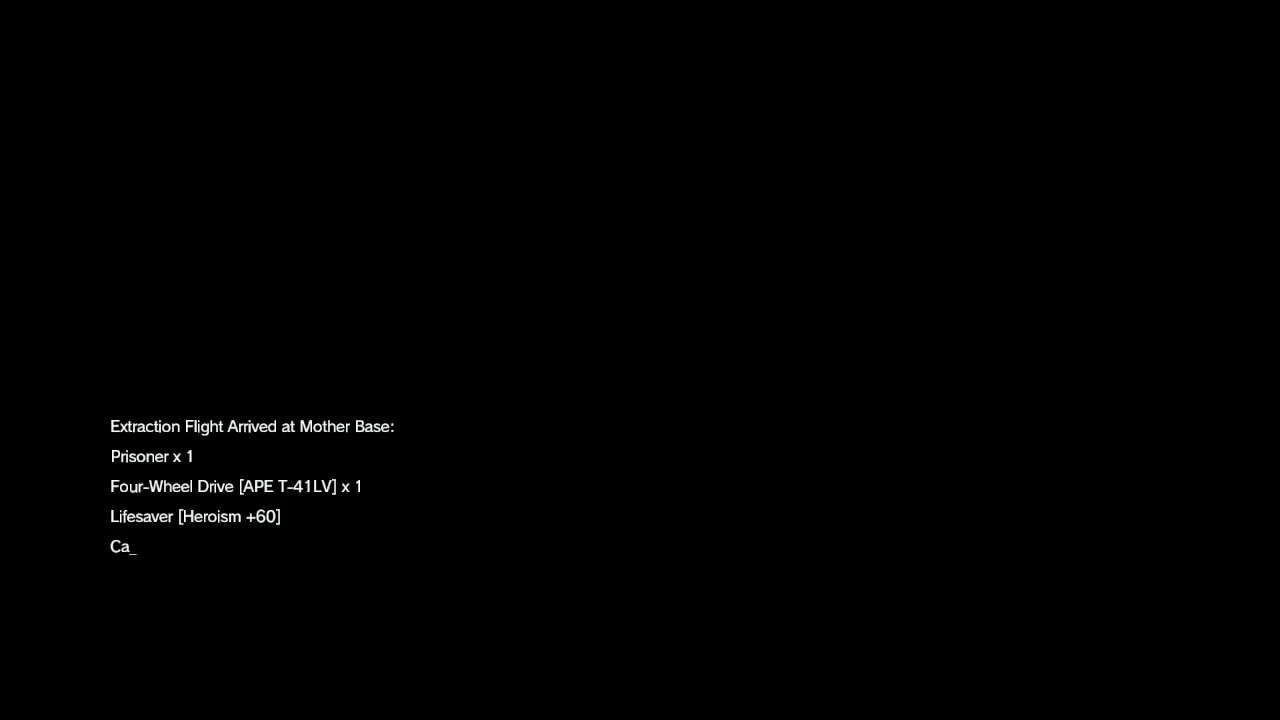 Extraction Flight Arrived at Mother Base:
Prisoner x 1
Four-Wheel Drive [APE T-41LV] x 1
Lifesaver [Heroism +60]
Ca_